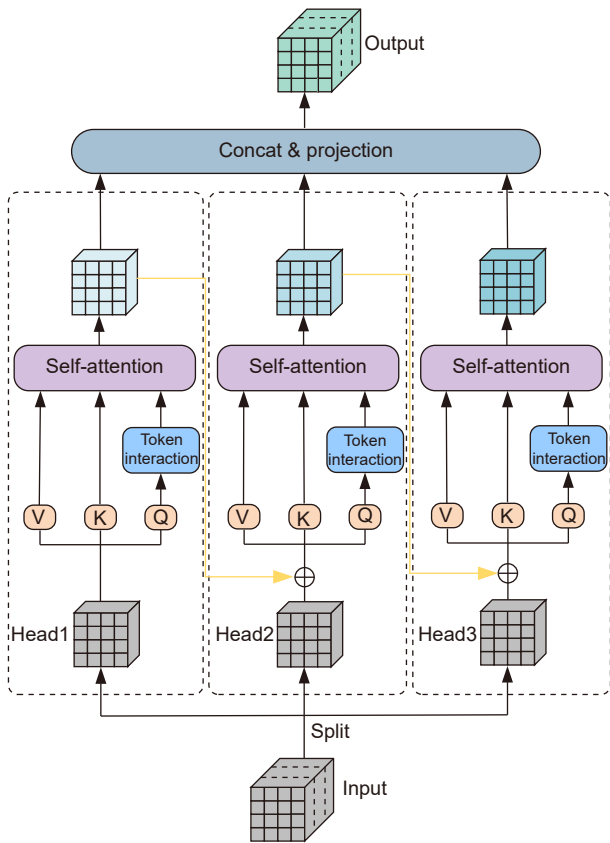 Output
Concat & projection
Self-attention
Self-attention
Self-attention
Token
interaction
Token
interaction
Token
interaction
V
K
Q
V
K
Q
V
K
Q
Head1
Head2
Head3
Split
Input